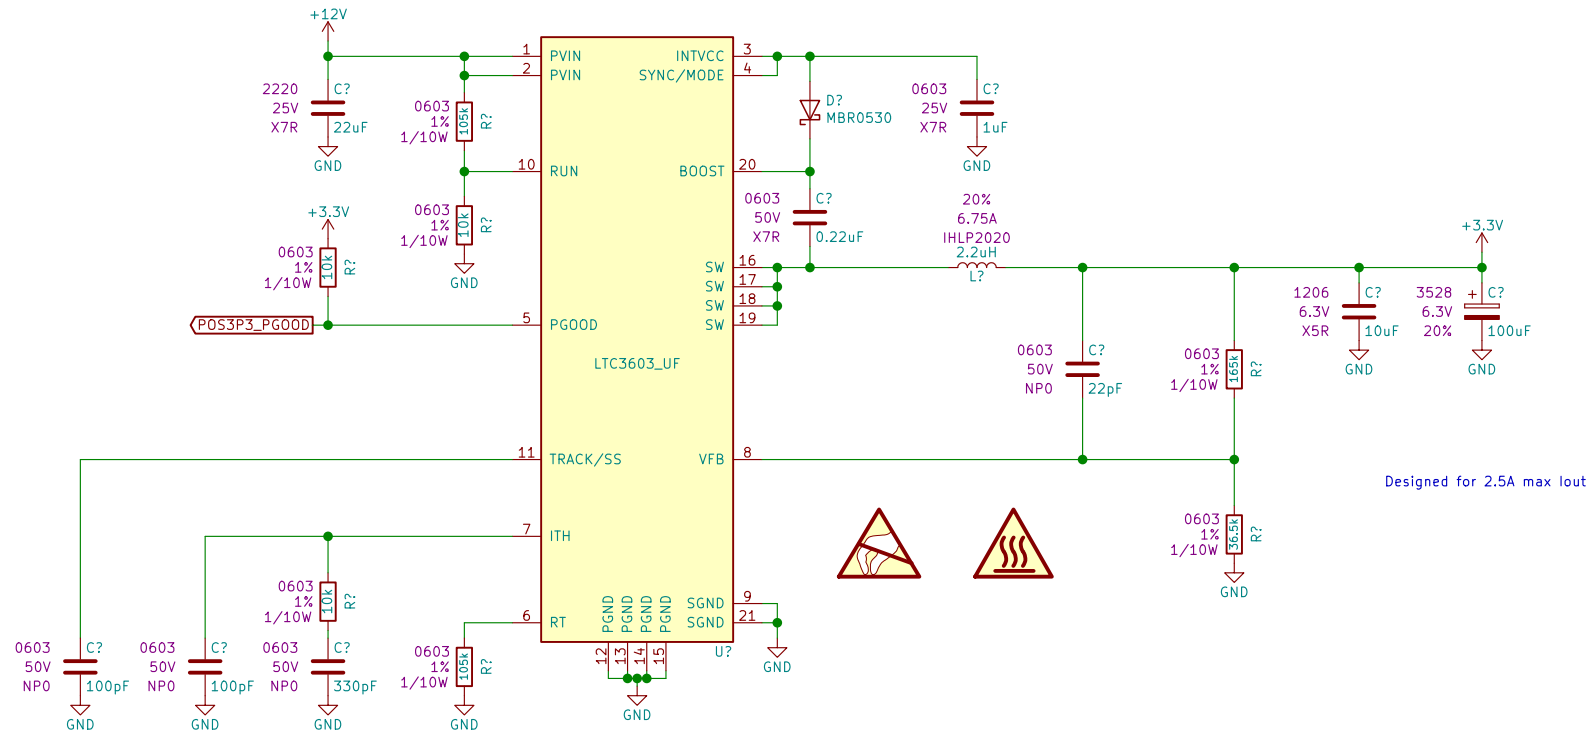 +12V
2220
25V
X7R
C?
22uF
GND
0603
1%
1/10W
105k
R?
0603
1%
1/10W
10k
R?
GND
+3.3V
0603
1%
1/10W
10k
R?
POS3P3_PGOOD
1
PVIN
2
PVIN
10
RUN
5
PGOOD
11
TRACK/SS
7
ITH
6
RT
LTC3603_UF
INTVCC
3
SYNC/MODE
4
BOOST
20
SW
16
SW
17
SW
18
SW
19
VFB
8
SGND
9
SGND
21
PGND
PGND
PGND
PGND
12
13
14
15
U?
GND
GND
D?
MBR0530
0603
25V
X7R
C?
1uF
GND
0603
50V
X7R
C?
0.22uF
20%
6.75A
IHLP2020
2.2uH
L?
0603
50V
NP0
C?
22pF
0603
1%
1/10W
165k
R?
1206
6.3V
X5R
C?
10uF
GND
+3.3V
3528
6.3V
20%
+
C?
100uF
GND
Designed for 2.5A max Iout
0603
1%
1/10W
36.5k
R?
GND
0603
50V
NP0
C?
100pF
GND
0603
50V
NP0
C?
100pF
GND
0603
1%
1/10W
10k
R?
0603
50V
NP0
C?
330pF
GND
0603
1%
1/10W
105k
R?
GND